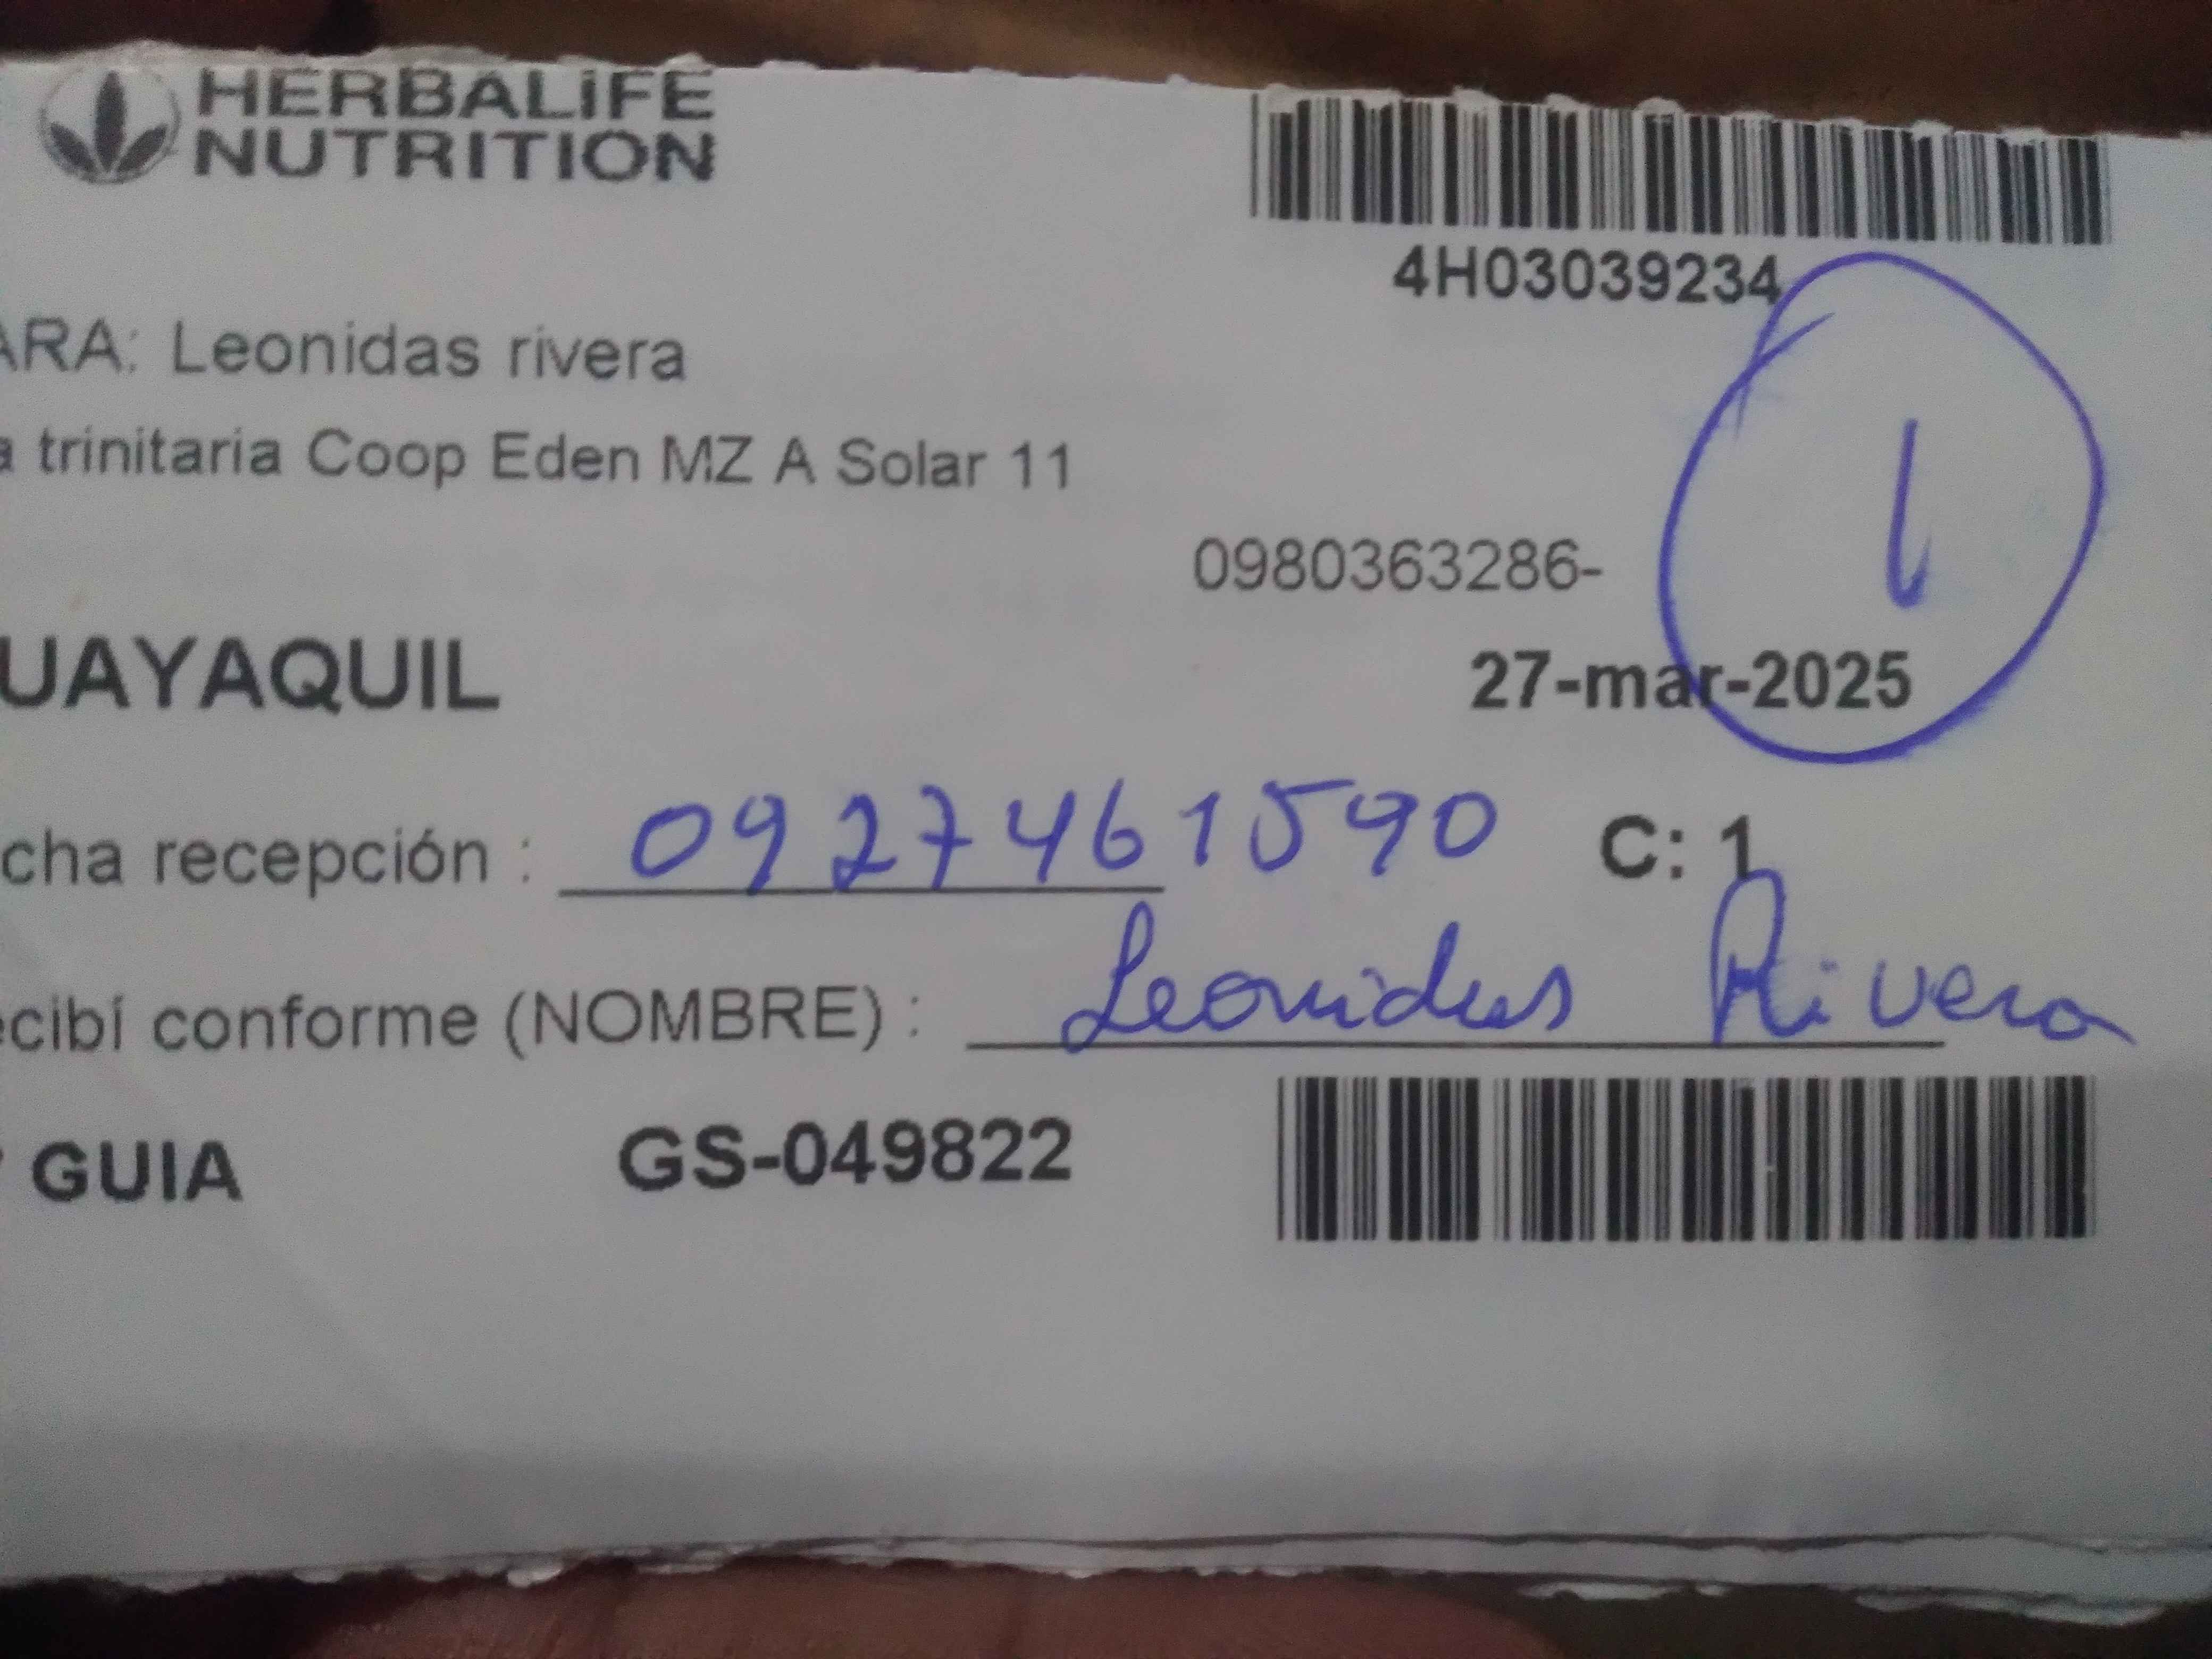 HERBALIFE
NUTRITION
4H03039234
ARA: Leonidas rivera
a trinitaria Coop Eden MZ A Solar 11
1
0980363286-
UAYAQUIL
27-mar-2025
cha recepción : 0927461590 C: 1
ecibí conforme (NOMBRE) : Leonidas Rivera
GUIA GS-049822